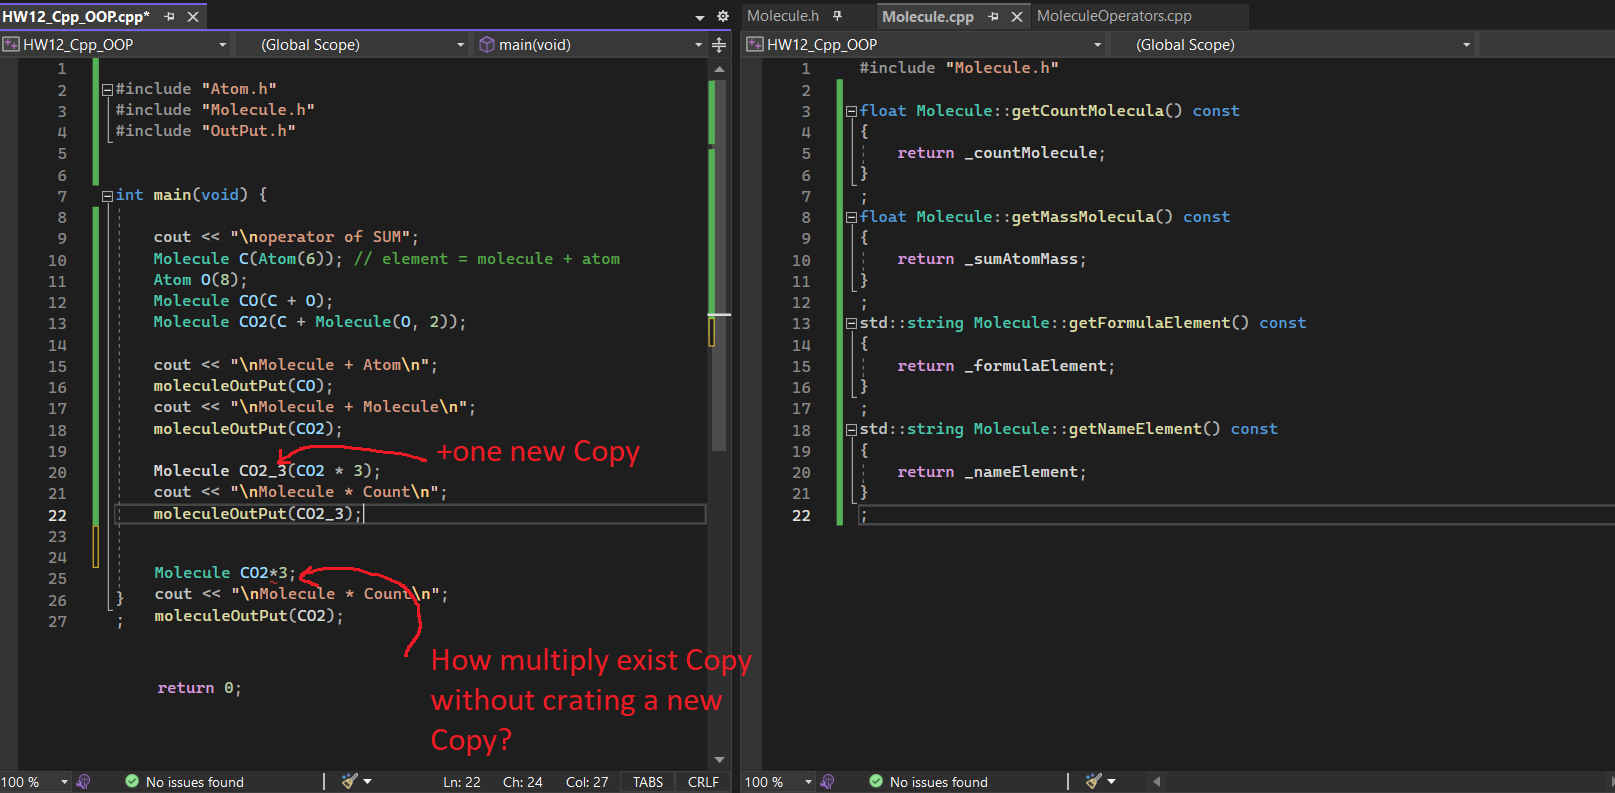 HW12_Cpp_OOP.cpp*
HW12_Cpp_OOP (Global Scope) main(void)
1
2 #include "Atom.h"
3 #include "Molecule.h"
4 #include "OutPut.h"
5
6
7 int main(void) {
8
9 cout << "\noperator of SUM";
10 Molecule C(Atom(6)); // element = molecule + atom
11 Atom O(8);
12 Molecule CO(C + O);
13 Molecule CO2(C + Molecule(O, 2));
14
15 cout << "\nMolecule + Atom\n";
16 moleculeOutPut(CO);
17 cout << "\nMolecule + Molecule\n";
18 moleculeOutPut(CO2);
19
+one new Copy
20 Molecule CO2_3(CO2 * 3);
21 cout << "\nMolecule * Count\n";
22 moleculeOutPut(CO2_3);
23
24
25 Molecule CO2*3;
26 } cout << "\nMolecule * Count\n";
27 ; moleculeOutPut(CO2);
How multiply exist Copy
without crating a new
Copy?
return 0;
100 % No issues found Ln: 22 Ch: 24 Col: 27 TABS CRLF
Molecule.h Molecule.cpp MoleculeOperators.cpp
HW12_Cpp_OOP (Global Scope)
1 #include "Molecule.h"
2
3 float Molecule::getCountMolecula() const
4 {
5 return _countMolecule;
6 }
7 ;
8 float Molecule::getMassMolecula() const
9 {
10 return _sumAtomMass;
11 }
12 ;
13 std::string Molecule::getFormulaElement() const
14 {
15 return _formulaElement;
16 }
17 ;
18 std::string Molecule::getNameElement() const
19 {
20 return _nameElement;
21 }
22 ;
100 % No issues found